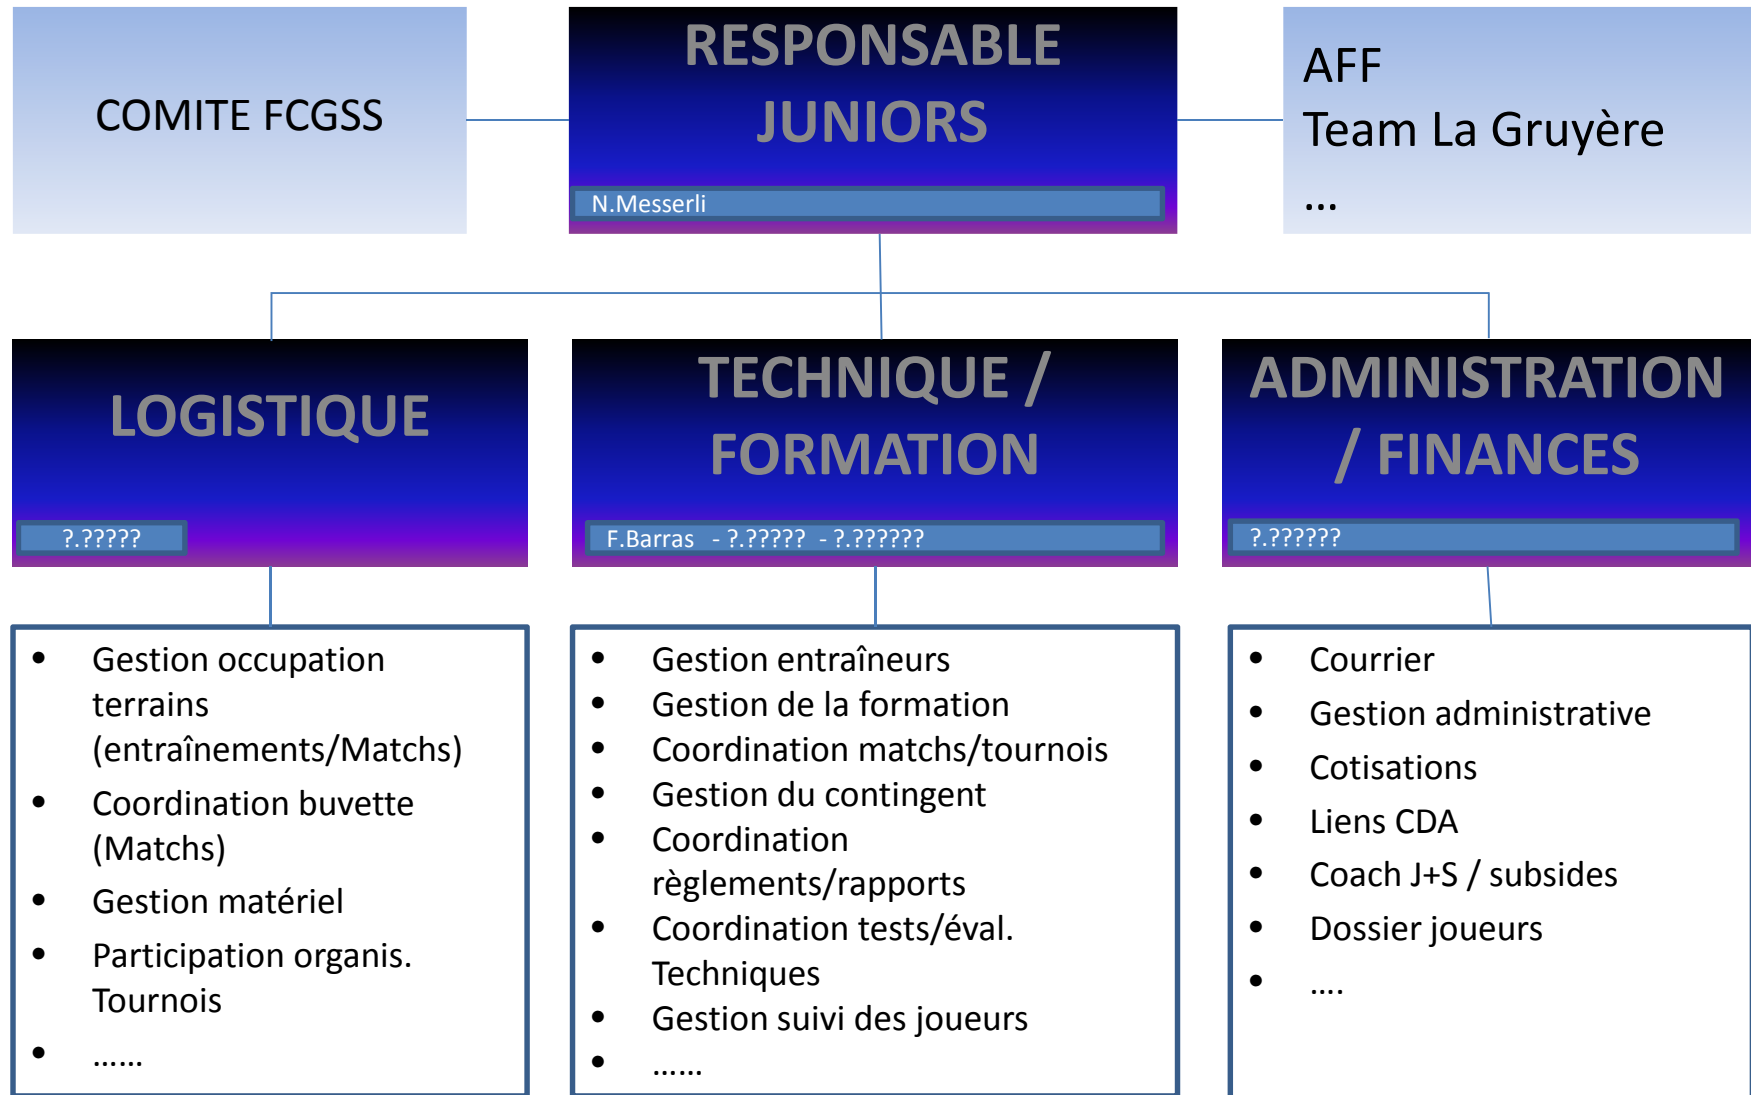 COMITE FCGSS
RESPONSABLE
JUNIORS
N.Messerli
AFF
Team La Gruyère
...
LOGISTIQUE
?.?????
TECHNIQUE /
FORMATION
F.Barras - ?.????? - ?.??????
ADMINISTRATION
/ FINANCES
?.??????
• Gestion occupation
terrains
(entraînements/Matchs)
• Coordination buvette
(Matchs)
• Gestion matériel
• Participation organis.
Tournois
• ......
• Gestion entraîneurs
• Gestion de la formation
• Coordination matchs/tournois
• Gestion du contingent
• Coordination
règlements/rapports
• Coordination tests/éval.
Techniques
• Gestion suivi des joueurs
• ......
• Courrier
• Gestion administrative
• Cotisations
• Liens CDA
• Coach J+S / subsides
• Dossier joueurs
• ....